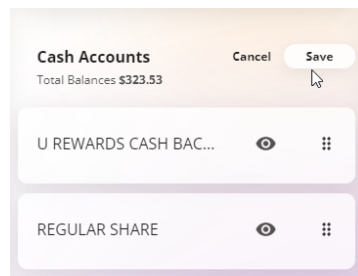 Cash Accounts Cancel Save
Total Balances $323.53
U REWARDS CASH BAC...
REGULAR SHARE